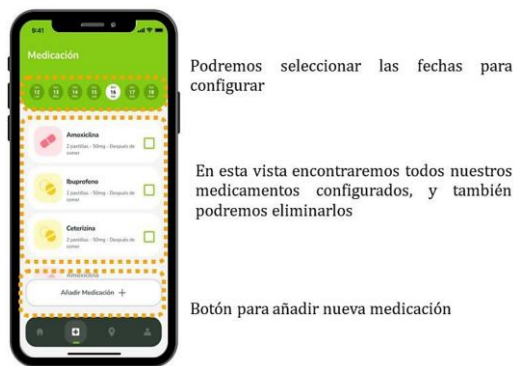 9:41
Medicación
13
14
15
16
17
18
Amoxiclina
2 pastillas - 50mg - Después de
comer
Ibuprofeno
2 pastillas - 50mg - Después de
comer
Ceterizina
2 pastillas - 50mg - Después de
comer
Amoxiclina
Añadir Medicación +
Podremos seleccionar las fechas para
configurar
En esta vista encontraremos todos nuestros
medicamentos configurados, y también
podremos eliminarlos
Botón para añadir nueva medicación